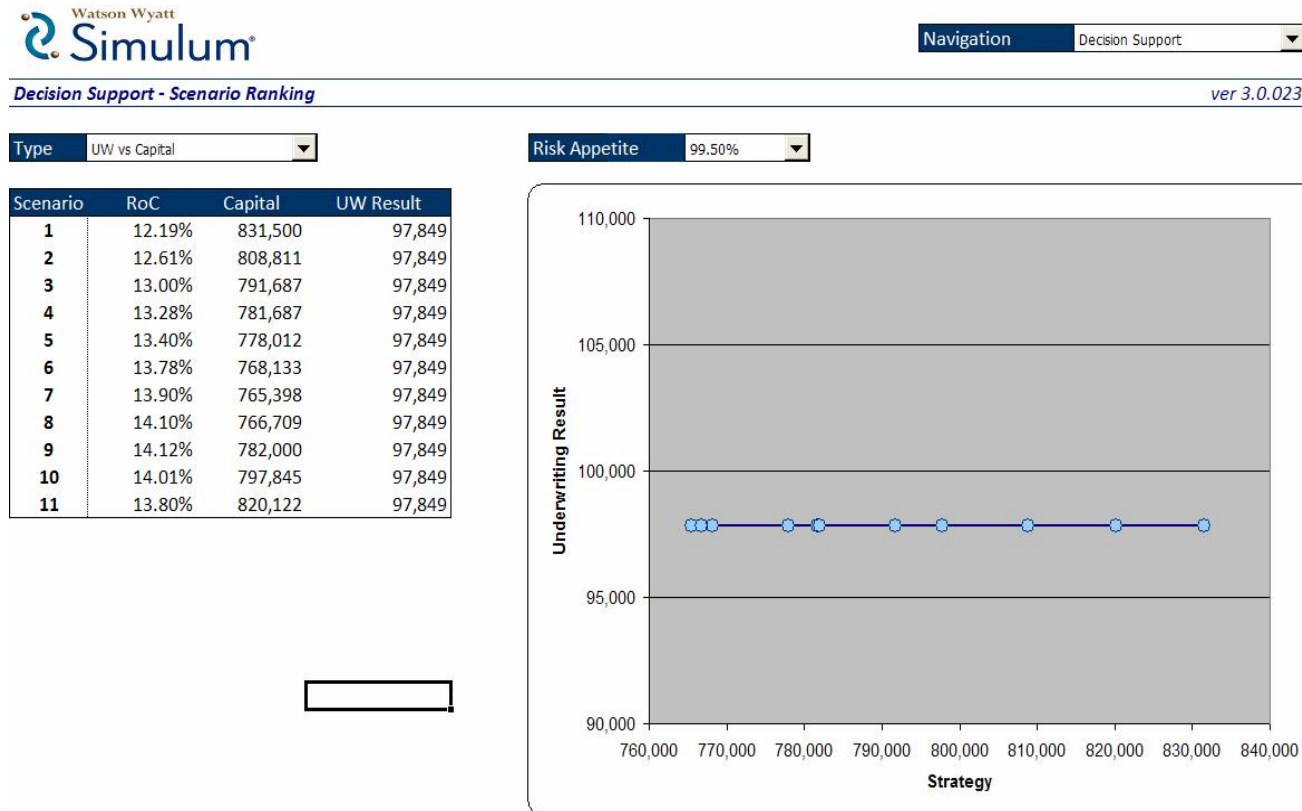 Watson Wyatt
Simulum®
Navigation Decision Support
Decision Support - Scenario Ranking ver 3.0.023
Type UW vs Capital Risk Appetite 99.50%
Scenario RoC Capital UW Result
1 12.19% 831,500 97,849
2 12.61% 808,811 97,849
3 13.00% 791,687 97,849
4 13.28% 781,687 97,849
5 13.40% 778,012 97,849
6 13.78% 768,133 97,849
7 13.90% 765,398 97,849
8 14.10% 766,709 97,849
9 14.12% 782,000 97,849
10 14.01% 797,845 97,849
11 13.80% 820,122 97,849
Underwriting Result
110,000
105,000
100,000
95,000
90,000
760,000 770,000 780,000 790,000 800,000 810,000 820,000 830,000 840,000
Strategy